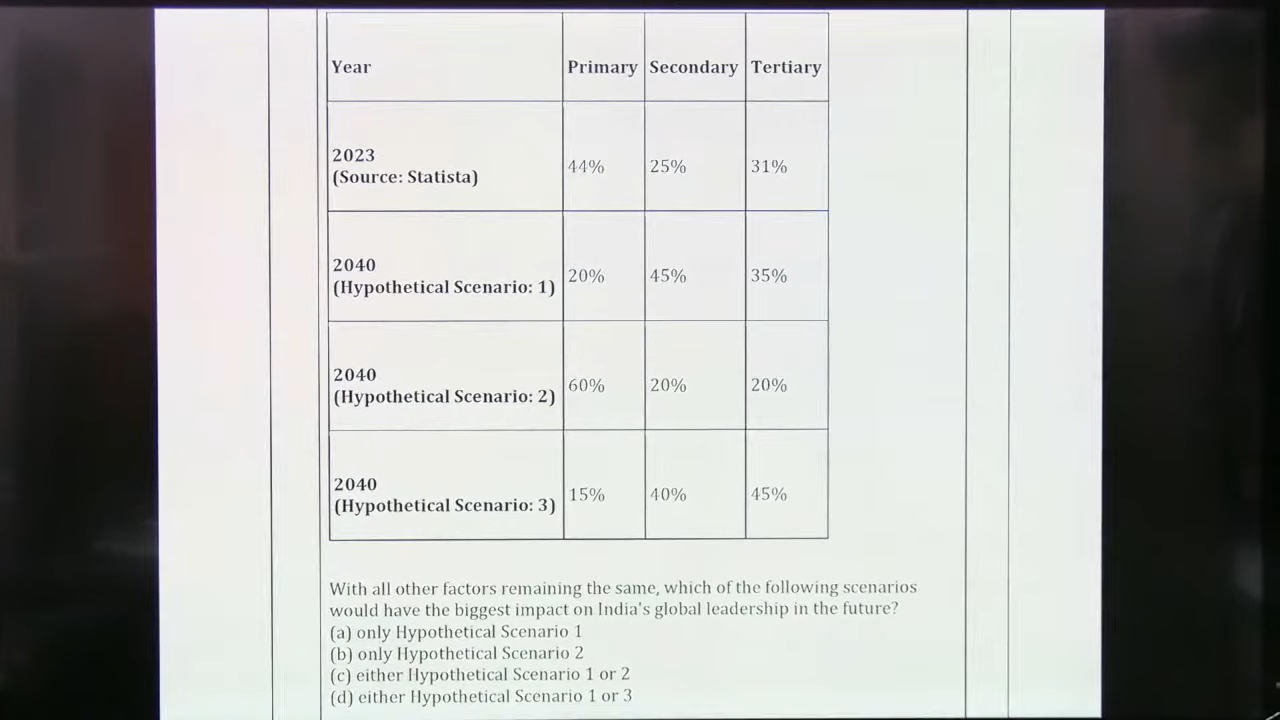 Year Primary Secondary Tertiary
2023
(Source: Statista) 44% 25% 31%
2040
(Hypothetical Scenario: 1) 20% 45% 35%
2040
(Hypothetical Scenario: 2) 60% 20% 20%
2040
(Hypothetical Scenario: 3) 15% 40% 45%
With all other factors remaining the same, which of the following scenarios
would have the biggest impact on India's global leadership in the future?
(a) only Hypothetical Scenario 1
(b) only Hypothetical Scenario 2
(c) either Hypothetical Scenario 1 or 2
(d) either Hypothetical Scenario 1 or 3